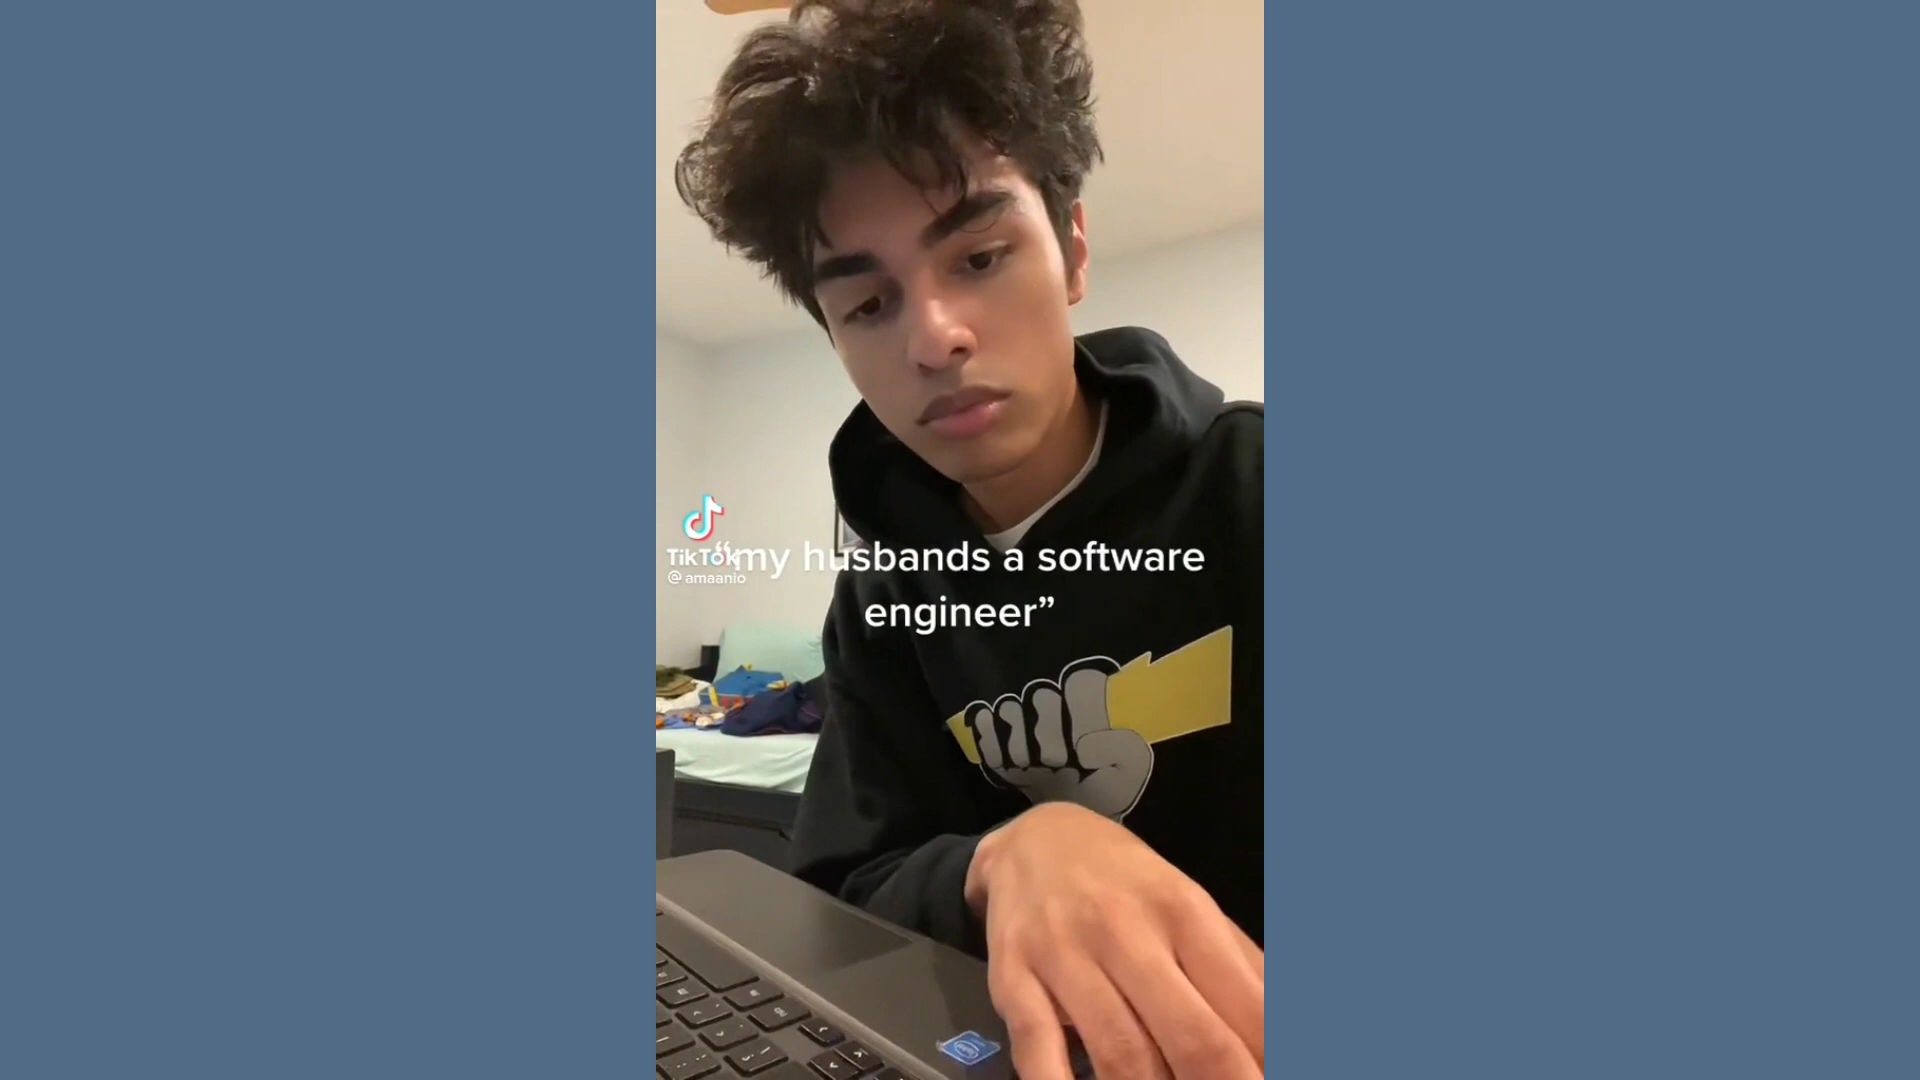 “my husbands a software
engineer”
TikTok
@amaanio